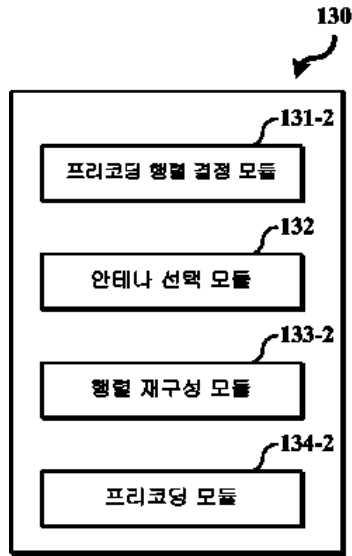 130
131-2
프리코딩 행렬 결정 모듈
132
안테나 선택 모듈
133-2
행렬 재구성 모듈
134-2
프리코딩 모듈